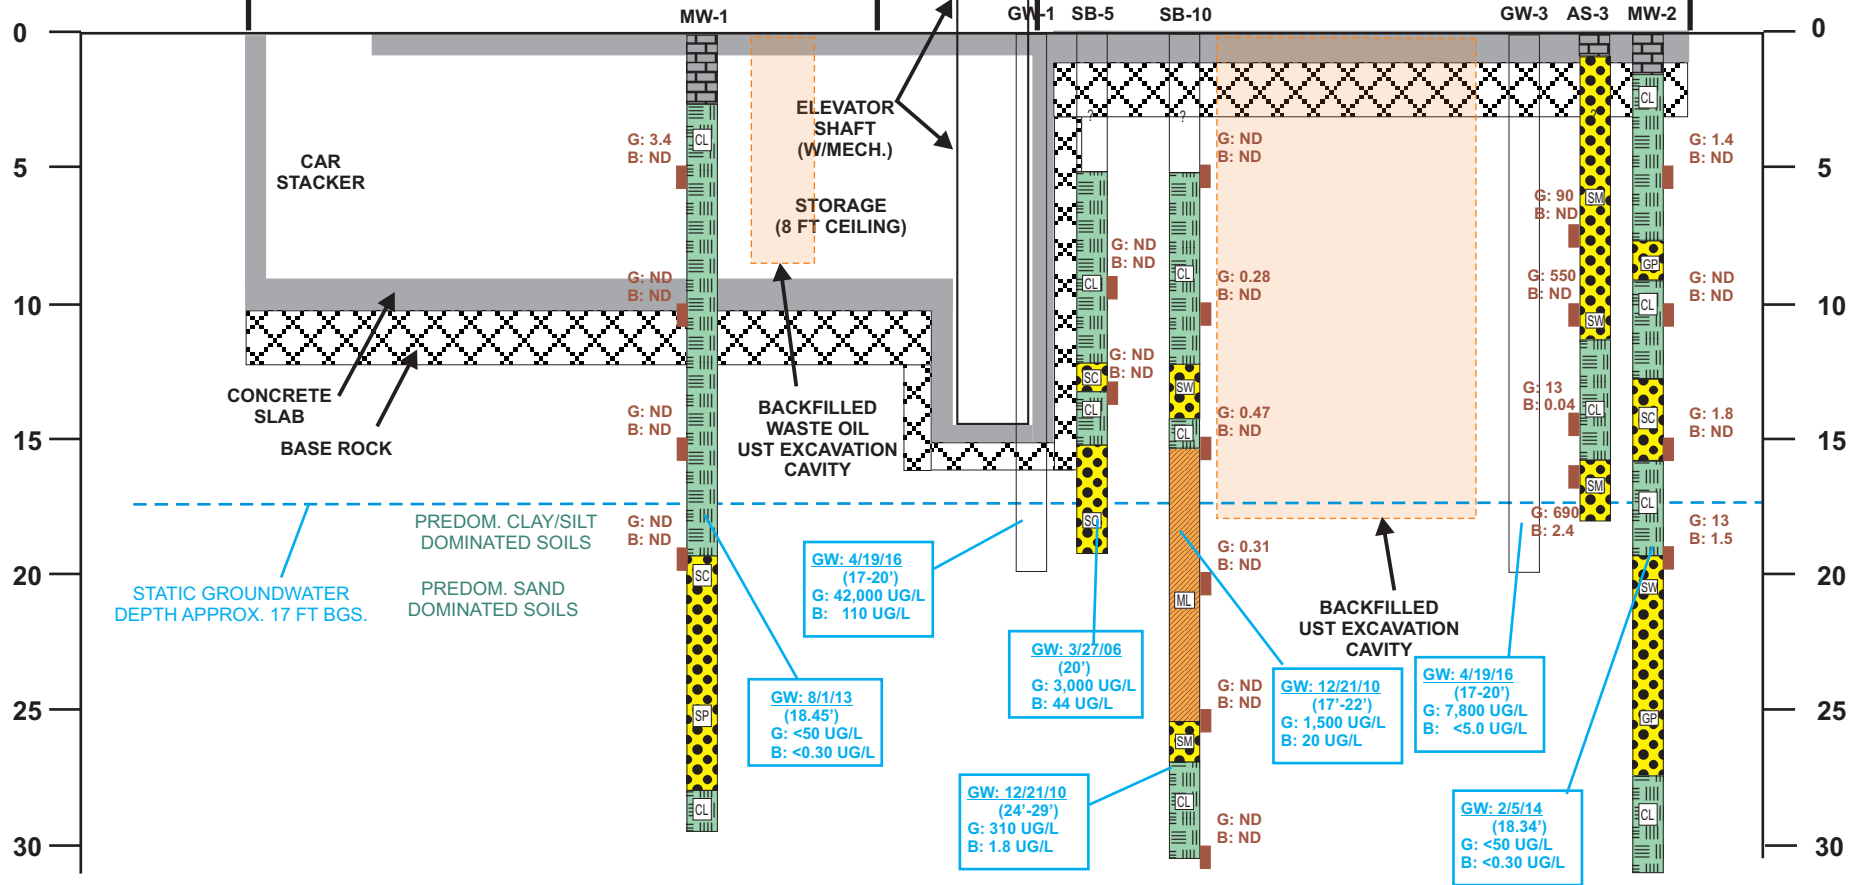 MW-1
GW-1
SB-5
SB-10
GW-3
AS-3
MW-2
0
5
10
15
20
25
30
0
5
10
15
20
25
30
CAR
STACKER
ELEVATOR
SHAFT
(W/MECH.)
STORAGE
(8 FT CEILING)
CONCRETE
SLAB
BASE ROCK
BACKFILLED
WASTE OIL
UST EXCAVATION
CAVITY
BACKFILLED
UST EXCAVATION
CAVITY
STATIC GROUNDWATER
DEPTH APPROX. 17 FT BGS.
PREDOM. CLAY/SILT
DOMINATED SOILS
PREDOM. SAND
DOMINATED SOILS
G: 3.4
B: ND
G: ND
B: ND
G: ND
B: ND
G: ND
B: ND
CL
SC
SP
CL
?
CL
SC
CL
SC
G: ND
B: ND
G: ND
B: ND
?
CL
SW
CL
ML
SM
CL
G: ND
B: ND
G: 0.28
B: ND
G: 0.47
B: ND
G: 0.31
B: ND
G: ND
B: ND
G: ND
B: ND
G: 90
B: ND
G: 550
B: ND
G: 13
B: 0.04
G: 690
B: 2.4
SM
SW
CL
SM
CL
GP
CL
SC
CL
SW
GP
CL
G: 1.4
B: ND
G: ND
B: ND
G: 1.8
B: ND
G: 13
B: 1.5
GW: 8/1/13
(18.45')
G: <50 UG/L
B: <0.30 UG/L
GW: 4/19/16
(17-20')
G: 42,000 UG/L
B: 110 UG/L
GW: 3/27/06
(20')
G: 3,000 UG/L
B: 44 UG/L
GW: 12/21/10
(24'-29')
G: 310 UG/L
B: 1.8 UG/L
GW: 12/21/10
(17'-22')
G: 1,500 UG/L
B: 20 UG/L
GW: 4/19/16
(17-20')
G: 7,800 UG/L
B: <5.0 UG/L
GW: 2/5/14
(18.34')
G: <50 UG/L
B: <0.30 UG/L